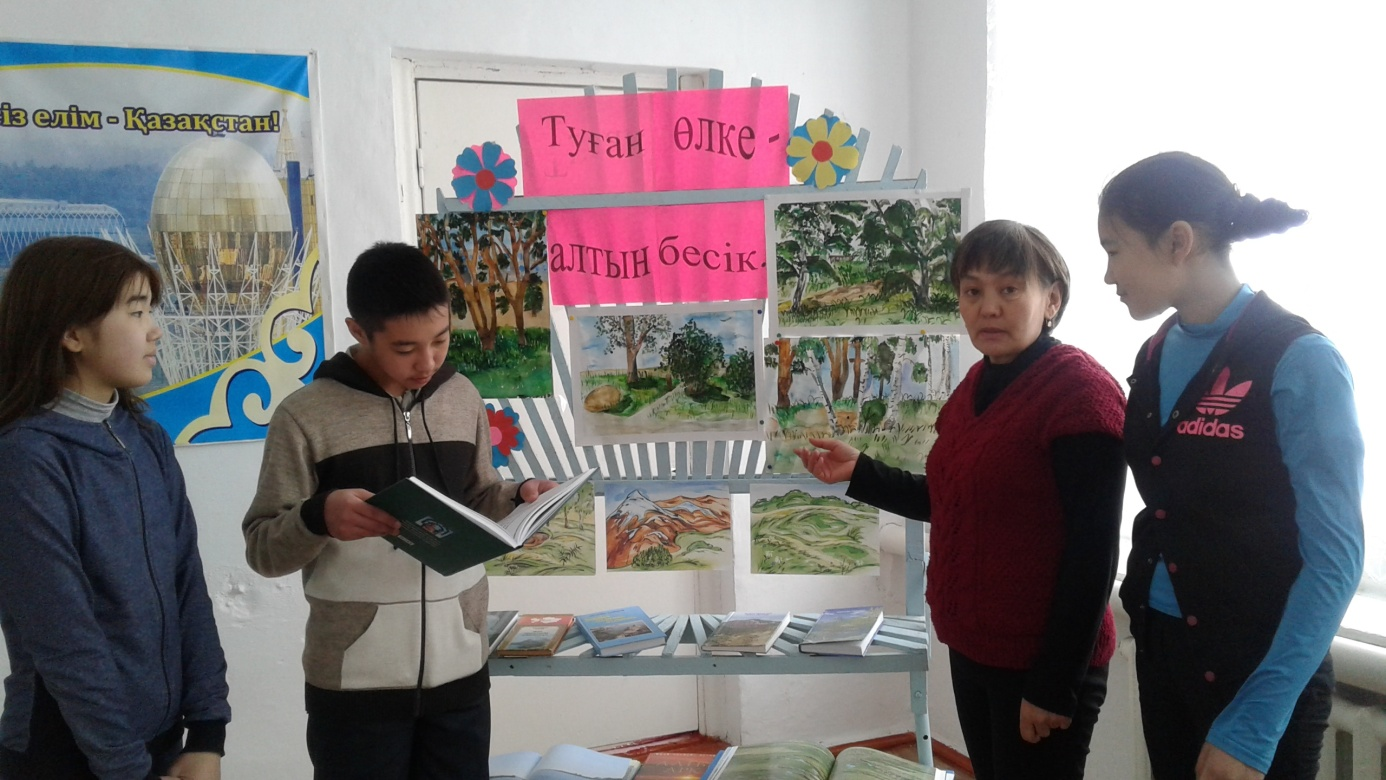 із елім - Қазақстан!
Туған өлке -
алтын бесік.
adidas